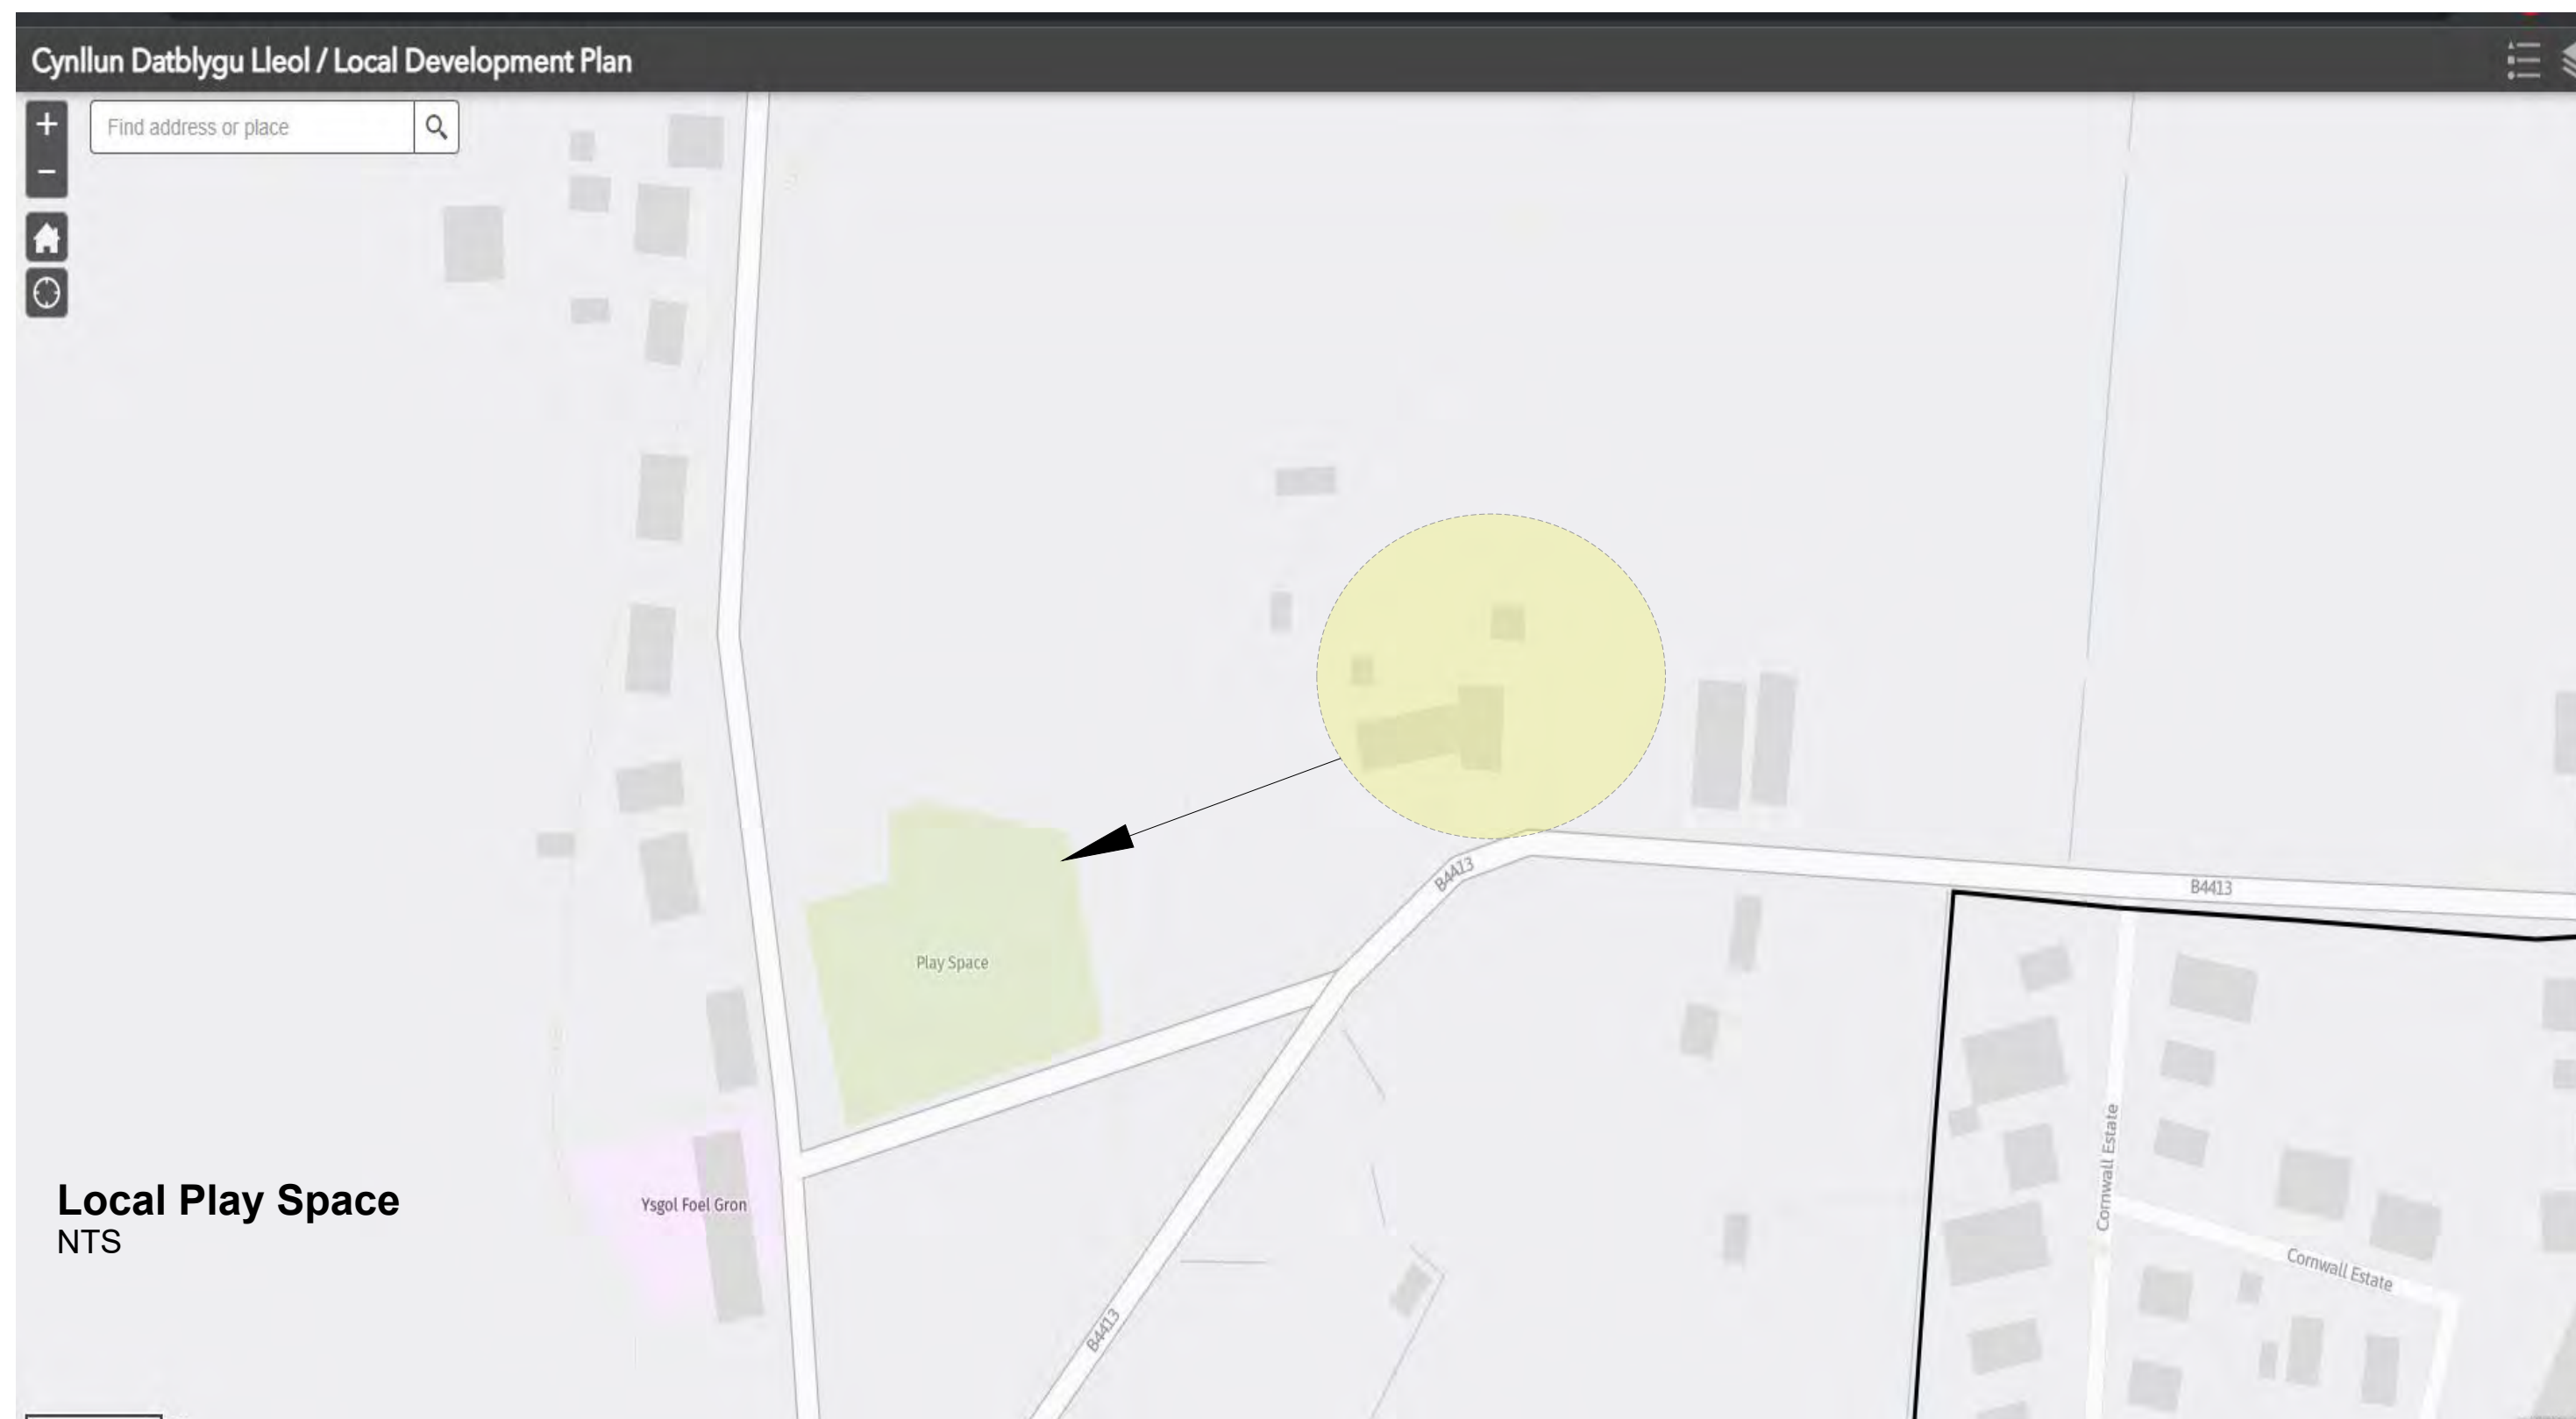 Cynllun Datblygu Lleol / Local Development Plan
+
Find address or place
−
B4413
B4413
Play Space
Cornwall Estate
Local Play Space
Ysgol Foel Gron
NTS
Cornwall Estate
B4413